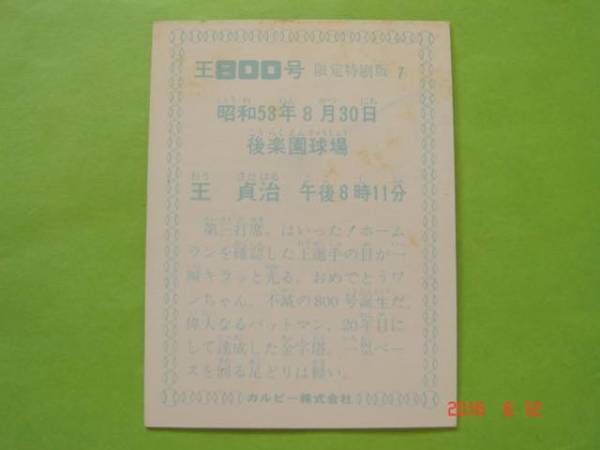 王800号 限定特別版 7
昭和53年8月30日
後楽園球場
王 貞治 午後8時11分
第三打席。はいった!ホーム
ランを確認した王選手の目が一
瞬キラッと光る。おめでとうワ
ンちゃん。不滅の800号誕生だ。
偉大なるバットマン、20年目に
して達成した金字塔。一塁ベー
スを廻る足どりは軽い。
カルビー株式会社
2016 6 12